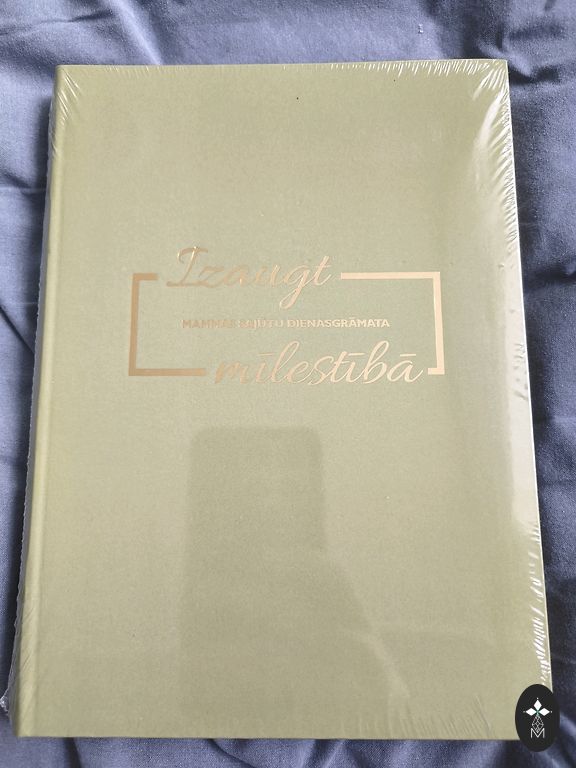 Izaugt
MAMMAS SAJŪTU DIENASGRĀMATA
mīlestībā
M